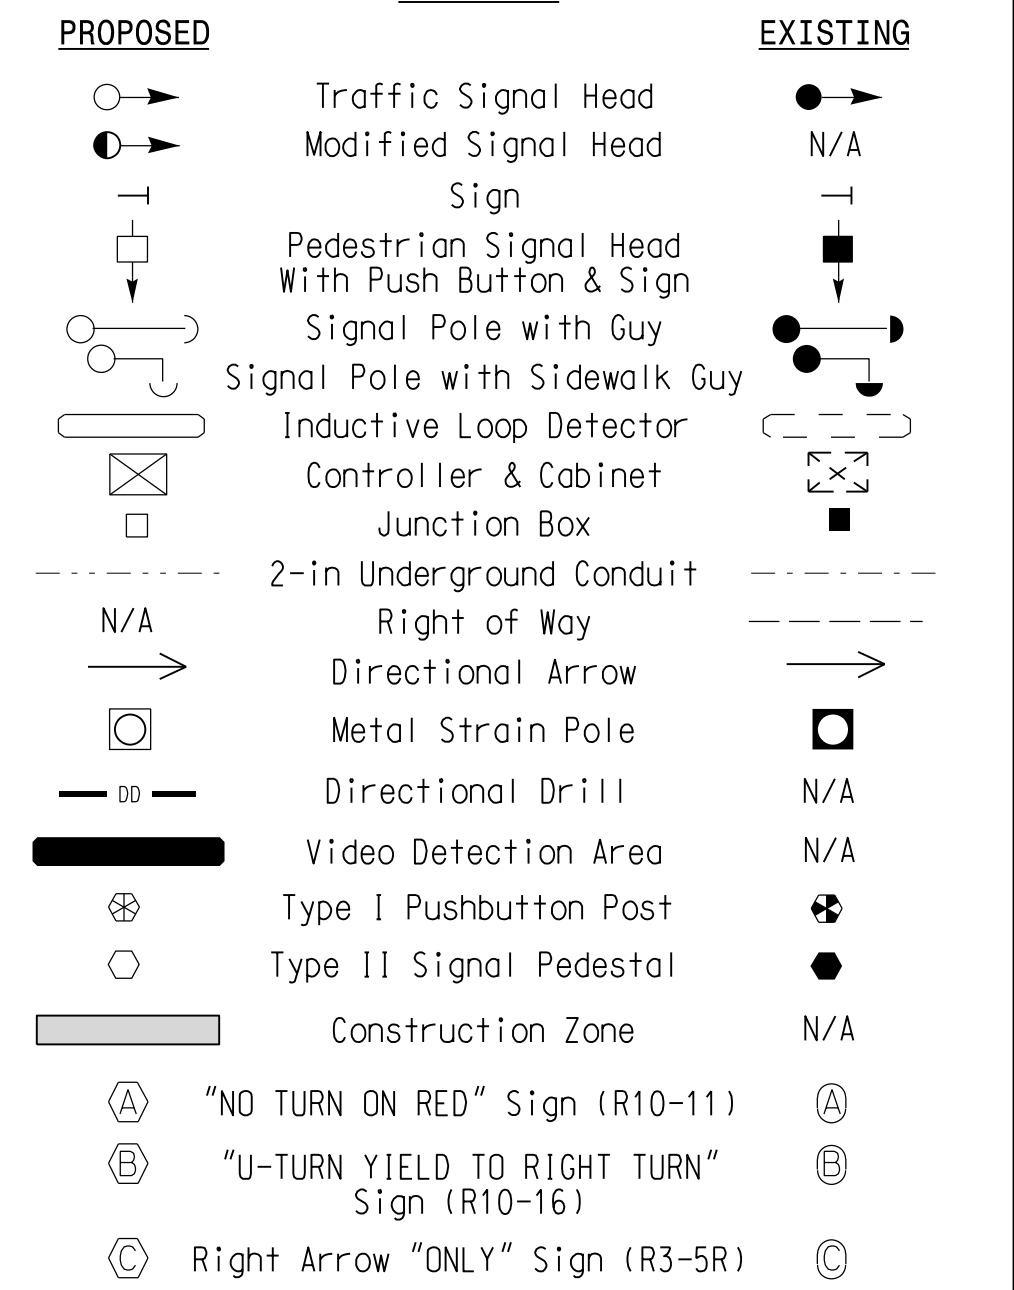 PROPOSED EXISTING
Traffic Signal Head
Modified Signal Head N/A
Sign
Pedestrian Signal Head
With Push Button & Sign
Signal Pole with Guy
Signal Pole with Sidewalk Guy
Inductive Loop Detector
Controller & Cabinet
Junction Box
2-in Underground Conduit
N/A Right of Way
Directional Arrow
Metal Strain Pole
DD Directional Drill N/A
Video Detection Area N/A
Type I Pushbutton Post
Type II Signal Pedestal
Construction Zone N/A
A "NO TURN ON RED" Sign (R10-11) A
B "U-TURN YIELD TO RIGHT TURN" B
Sign (R10-16)
C Right Arrow "ONLY" Sign (R3-5R) C